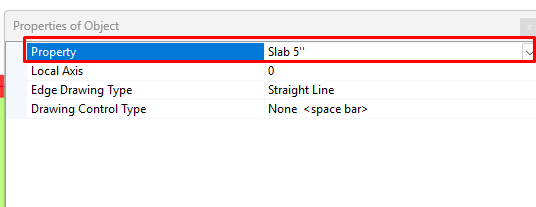 Properties of Object
Property Slab 5"
Local Axis 0
Edge Drawing Type Straight Line
Drawing Control Type None <space bar>